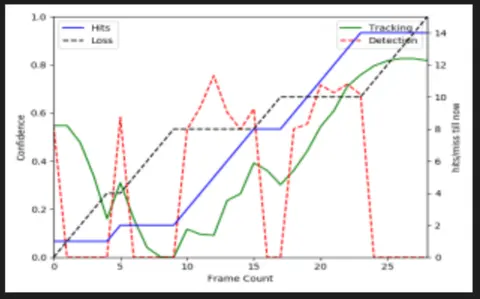 Hits
Loss
Tracking
Detection
1.0
0.8
0.6
0.4
0.2
0.0
Confidence
14
12
10
8
6
4
2
0
hits/miss till now
0 5 10 15 20 25
Frame Count